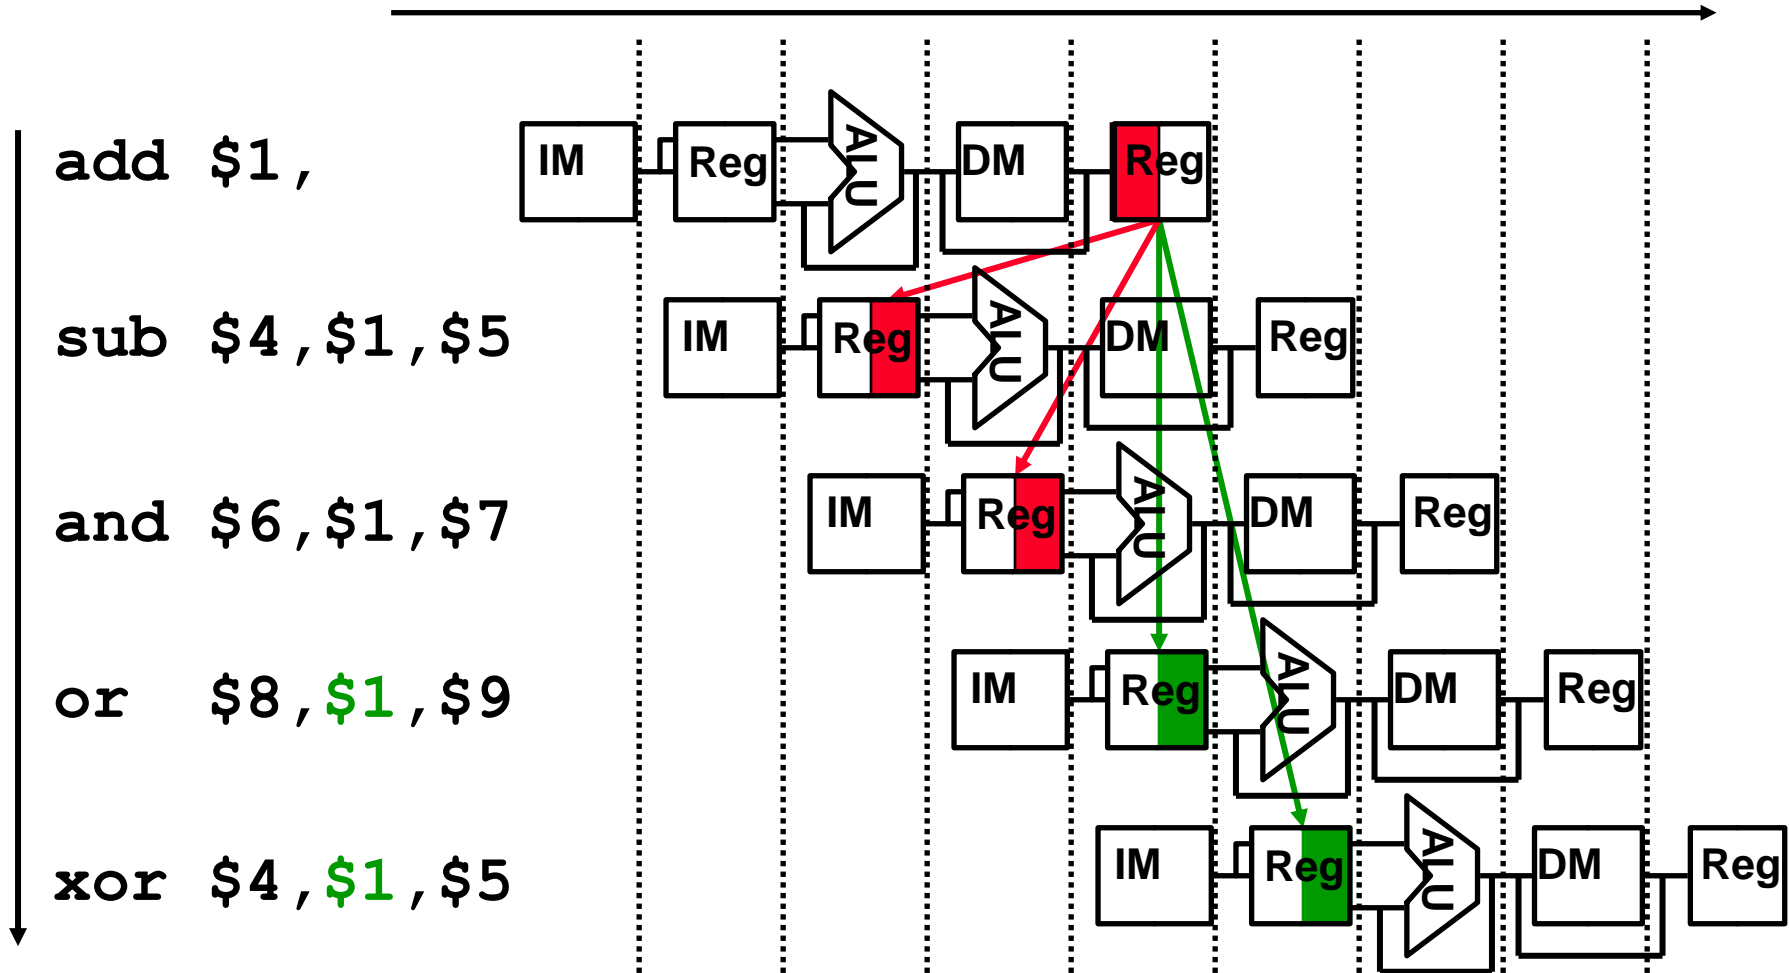 add $1, IM Reg ALU DM Reg
sub $4,$1,$5 IM Reg ALU DM Reg
and $6,$1,$7 IM Reg ALU DM Reg
or $8,$1,$9 IM Reg ALU DM Reg
xor $4,$1,$5 IM Reg ALU DM Reg